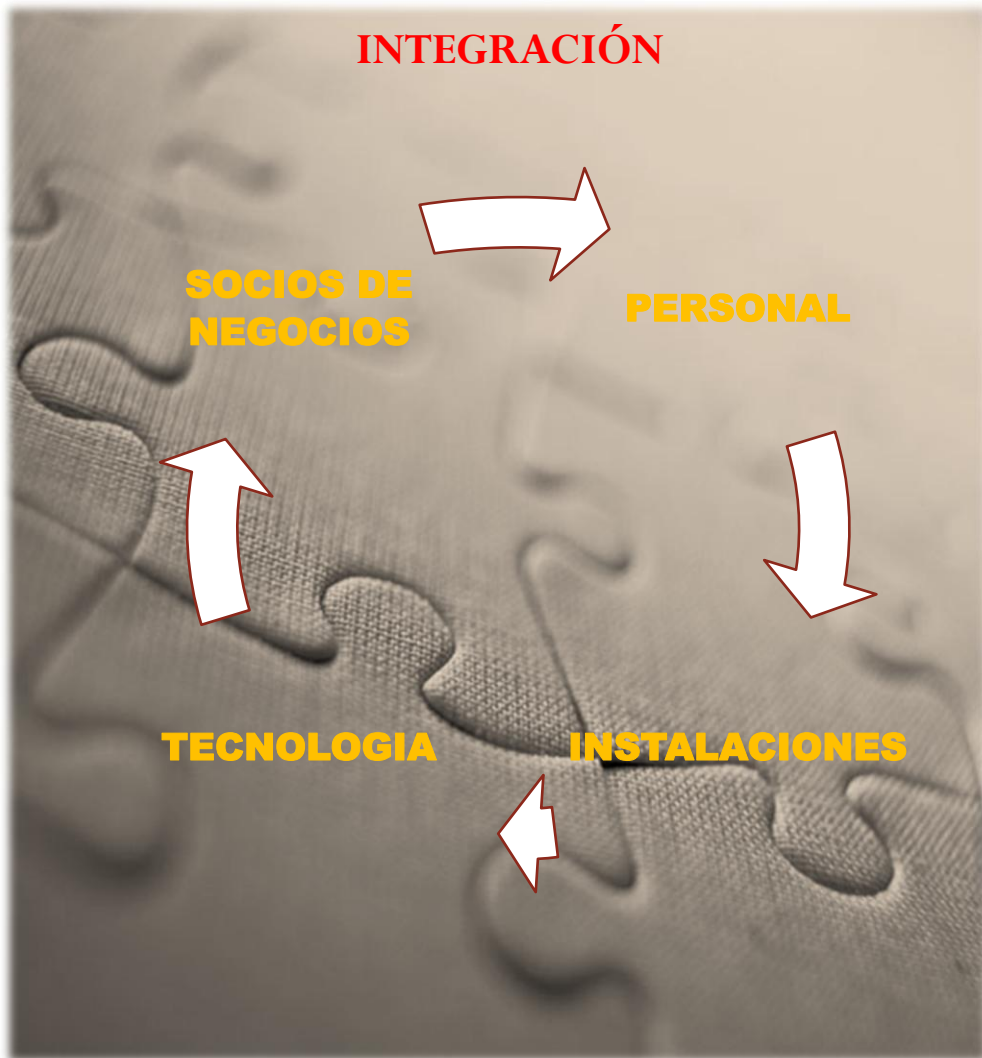 INTEGRACIÓN
SOCIOS DE
NEGOCIOS
PERSONAL
TECNOLOGIA
INSTALACIONES